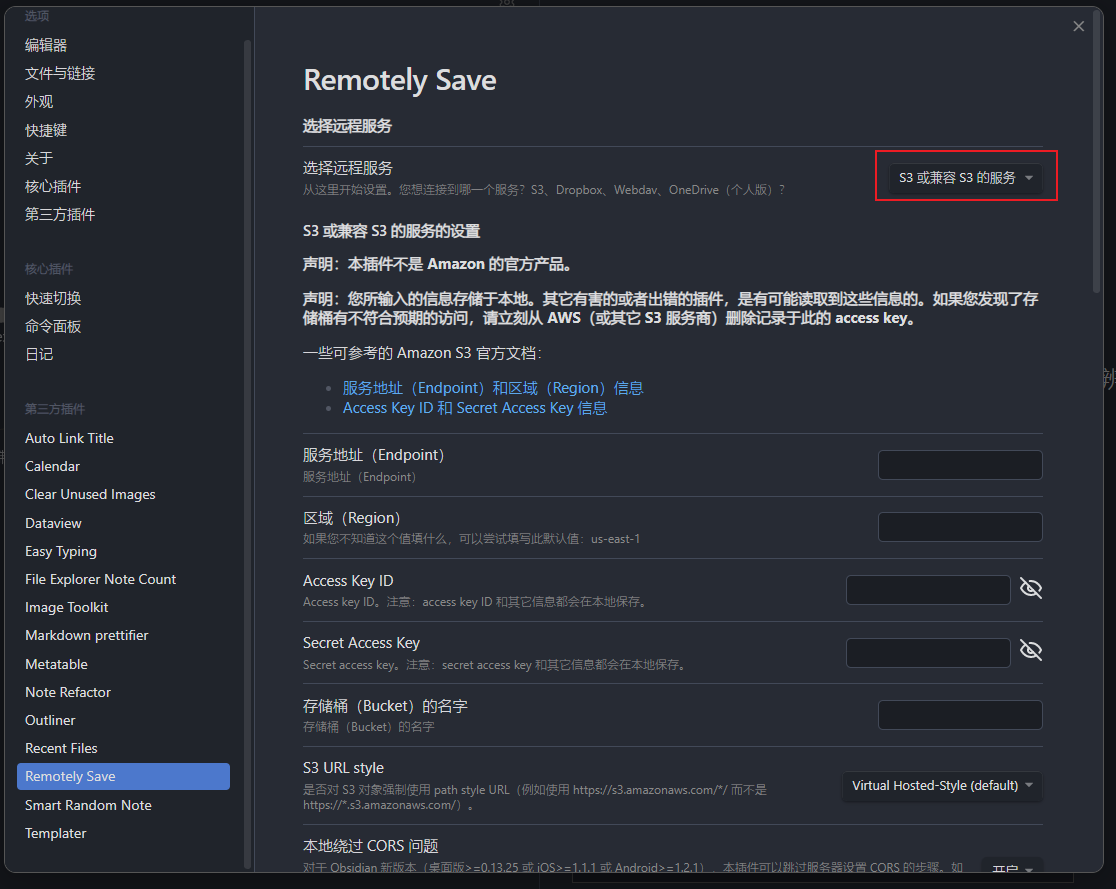 选项
编辑器
文件与链接
外观
快捷键
关于
核心插件
第三方插件
核心插件
快速切换
命令面板
日记
第三方插件
Auto Link Title
Calendar
Clear Unused Images
Dataview
Easy Typing
File Explorer Note Count
Image Toolkit
Markdown prettifier
Metatable
Note Refactor
Outliner
Recent Files
Remotely Save
Smart Random Note
Templater
Remotely Save
选择远程服务
选择远程服务
从这里开始设置。您想连接到哪一个服务？S3、Dropbox、Webdav、OneDrive（个人版）？
S3 或兼容 S3 的服务
S3 或兼容 S3 的服务的设置
声明：本插件不是 Amazon 的官方产品。
声明：您所输入的信息存储于本地。其它有害的或者出错的插件，是有可能读取到这些信息的。如果您发现了存
储桶有不符合预期的访问，请立刻从 AWS（或其它 S3 服务商）删除记录于此的 access key。
一些可参考的 Amazon S3 官方文档：
服务地址（Endpoint）和区域（Region）信息
Access Key ID 和 Secret Access Key 信息
服务地址（Endpoint）
服务地址（Endpoint）
区域（Region）
如果您不知道这个值填什么，可以尝试填写此默认值：us-east-1
Access Key ID
Access key ID。注意：access key ID 和其它信息都会在本地保存。
Secret Access Key
Secret access key。注意：secret access key 和其它信息都会在本地保存。
存储桶（Bucket）的名字
存储桶（Bucket）的名字
S3 URL style
是否对 S3 对象强制使用 path style URL（例如使用 https://s3.amazonaws.com/*/ 而不是
https://*.s3.amazonaws.com/）。
Virtual Hosted-Style (default)
本地绕过 CORS 问题
对于 Obsidian 新版本（桌面版>=0.13.25 或 iOS>=1.1.1 或 Android>=1.2.1），本插件可以跳过服务器设置 CORS 的步骤。如
开启